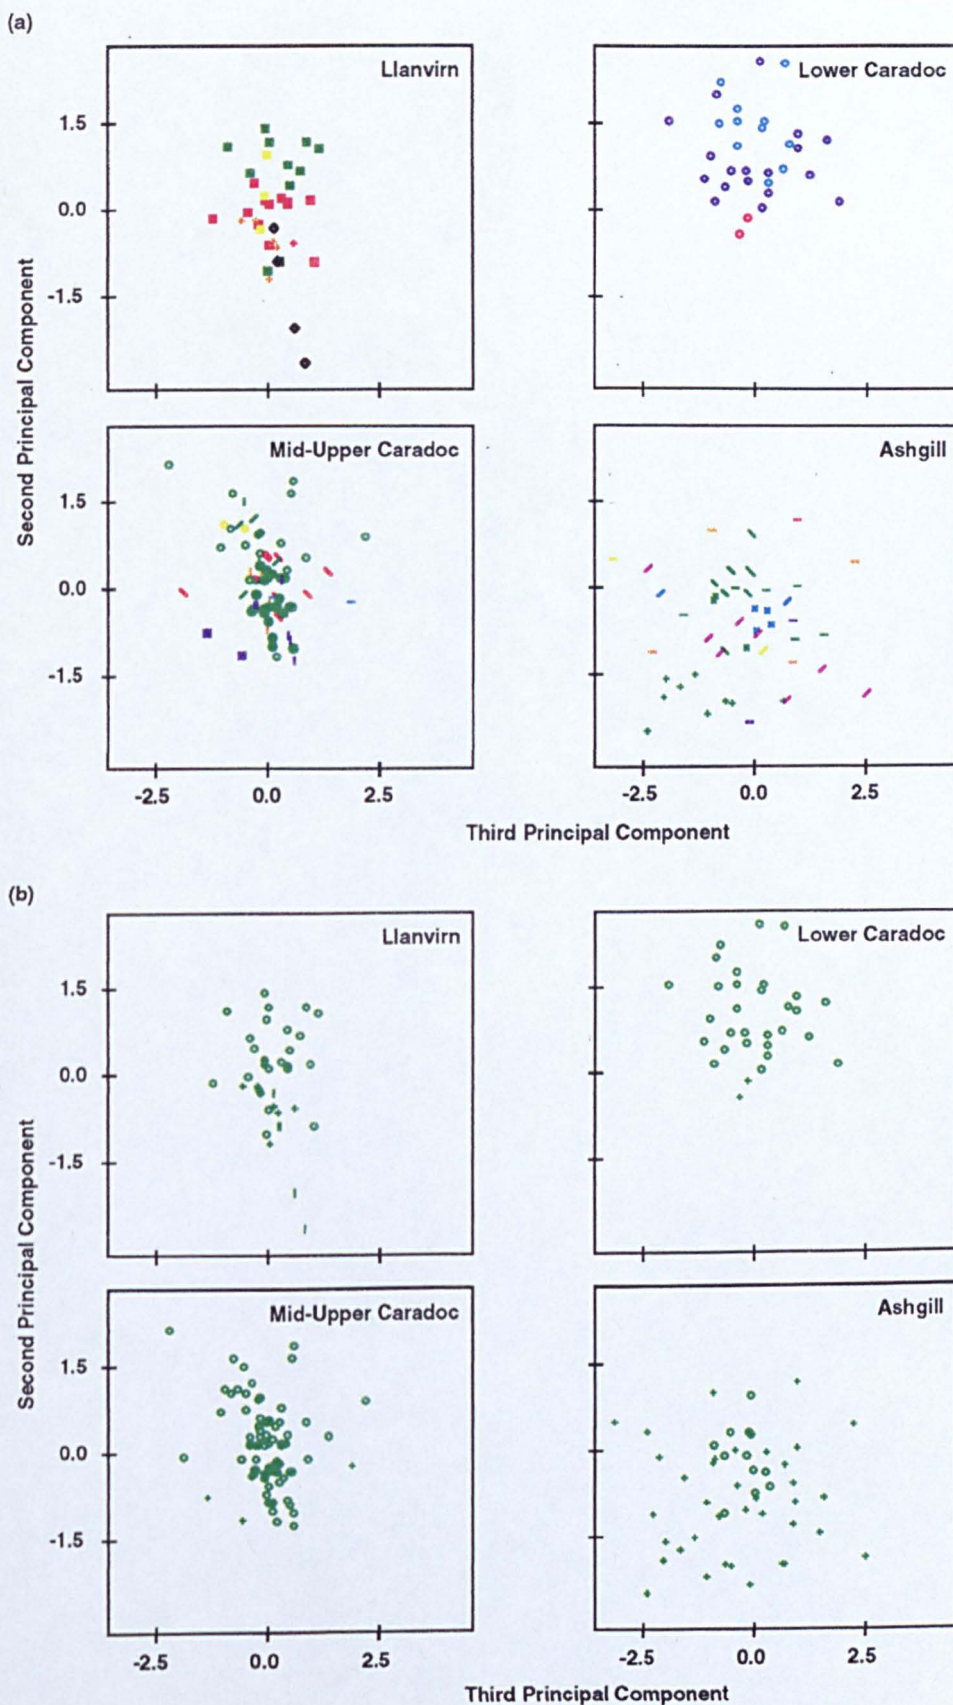 (a)
Llanvirn
Lower Caradoc
1.5
0.0
-1.5
Second Principal Component
Mid-Upper Caradoc
Ashgill
1.5
0.0
-1.5
-2.5 0.0 2.5
-2.5 0.0 2.5
Third Principal Component
(b)
Llanvirn
Lower Caradoc
1.5
0.0
-1.5
Second Principal Component
Mid-Upper Caradoc
Ashgill
1.5
0.0
-1.5
-2.5 0.0 2.5
-2.5 0.0 2.5
Third Principal Component